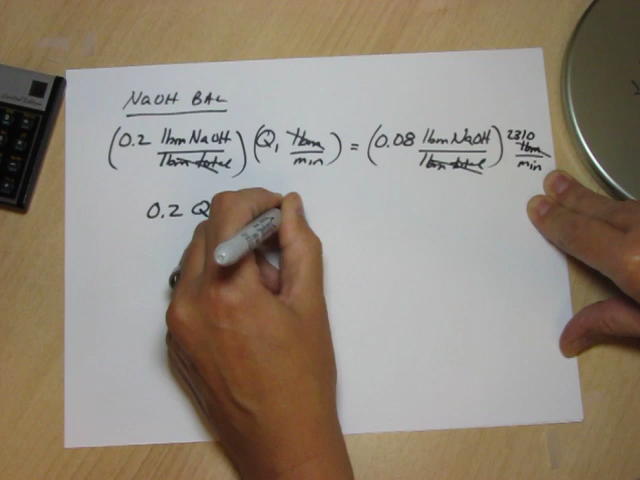 NaOH BAL
(0.2 lbm NaOH / lbm total) (Q₁ lbm / min) = (0.08 lbm NaOH / lbm total) 2310 lbm / min
0.2 Q